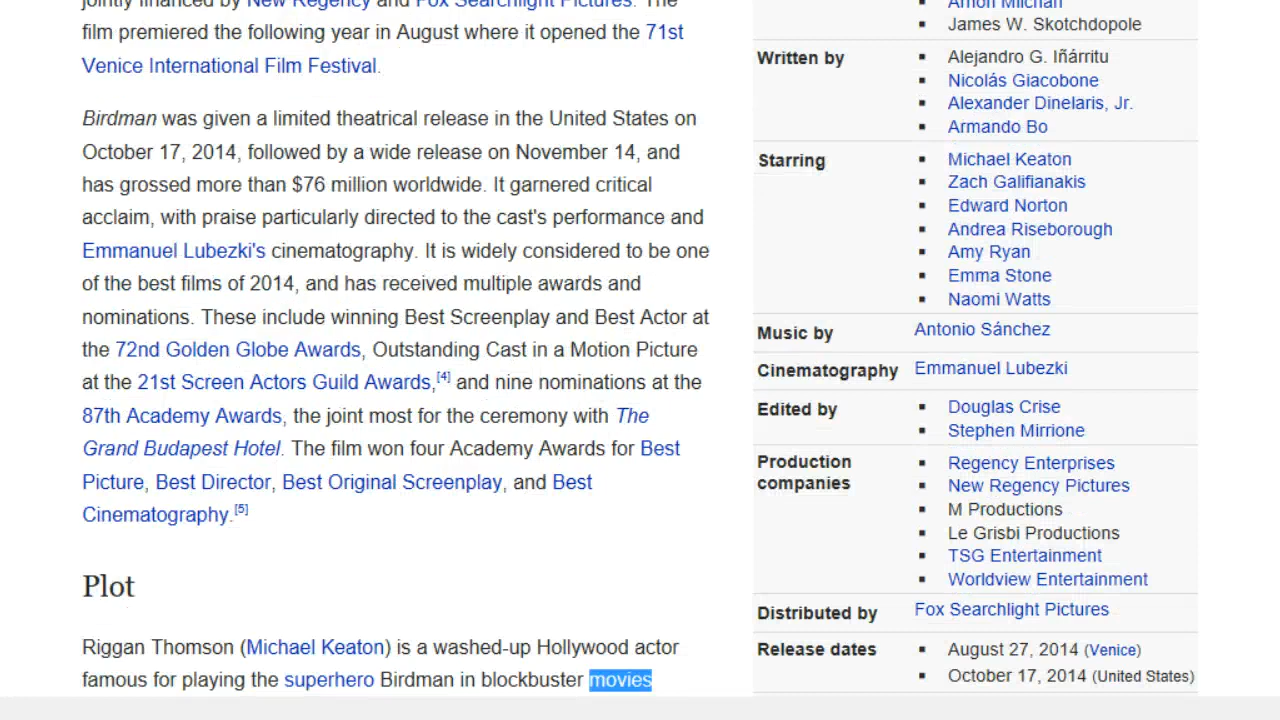 jointly financed by New Regency and Fox Searchlight Pictures. The
film premiered the following year in August where it opened the 71st
Venice International Film Festival.
Birdman was given a limited theatrical release in the United States on
October 17, 2014, followed by a wide release on November 14, and
has grossed more than $76 million worldwide. It garnered critical
acclaim, with praise particularly directed to the cast's performance and
Emmanuel Lubezki's cinematography. It is widely considered to be one
of the best films of 2014, and has received multiple awards and
nominations. These include winning Best Screenplay and Best Actor at
the 72nd Golden Globe Awards, Outstanding Cast in a Motion Picture
at the 21st Screen Actors Guild Awards,[4] and nine nominations at the
87th Academy Awards, the joint most for the ceremony with The
Grand Budapest Hotel. The film won four Academy Awards for Best
Picture, Best Director, Best Original Screenplay, and Best
Cinematography.[5]
Plot
Riggan Thomson (Michael Keaton) is a washed-up Hollywood actor
famous for playing the superhero Birdman in blockbuster movies
Arnon Milchan
James W. Skotchdopole
Written by
Alejandro G. Iñárritu
Nicolás Giacobone
Alexander Dinelaris, Jr.
Armando Bo
Starring
Michael Keaton
Zach Galifianakis
Edward Norton
Andrea Riseborough
Amy Ryan
Emma Stone
Naomi Watts
Music by
Antonio Sánchez
Cinematography
Emmanuel Lubezki
Edited by
Douglas Crise
Stephen Mirrione
Production
companies
Regency Enterprises
New Regency Pictures
M Productions
Le Grisbi Productions
TSG Entertainment
Worldview Entertainment
Distributed by
Fox Searchlight Pictures
Release dates
August 27, 2014 (Venice)
October 17, 2014 (United States)